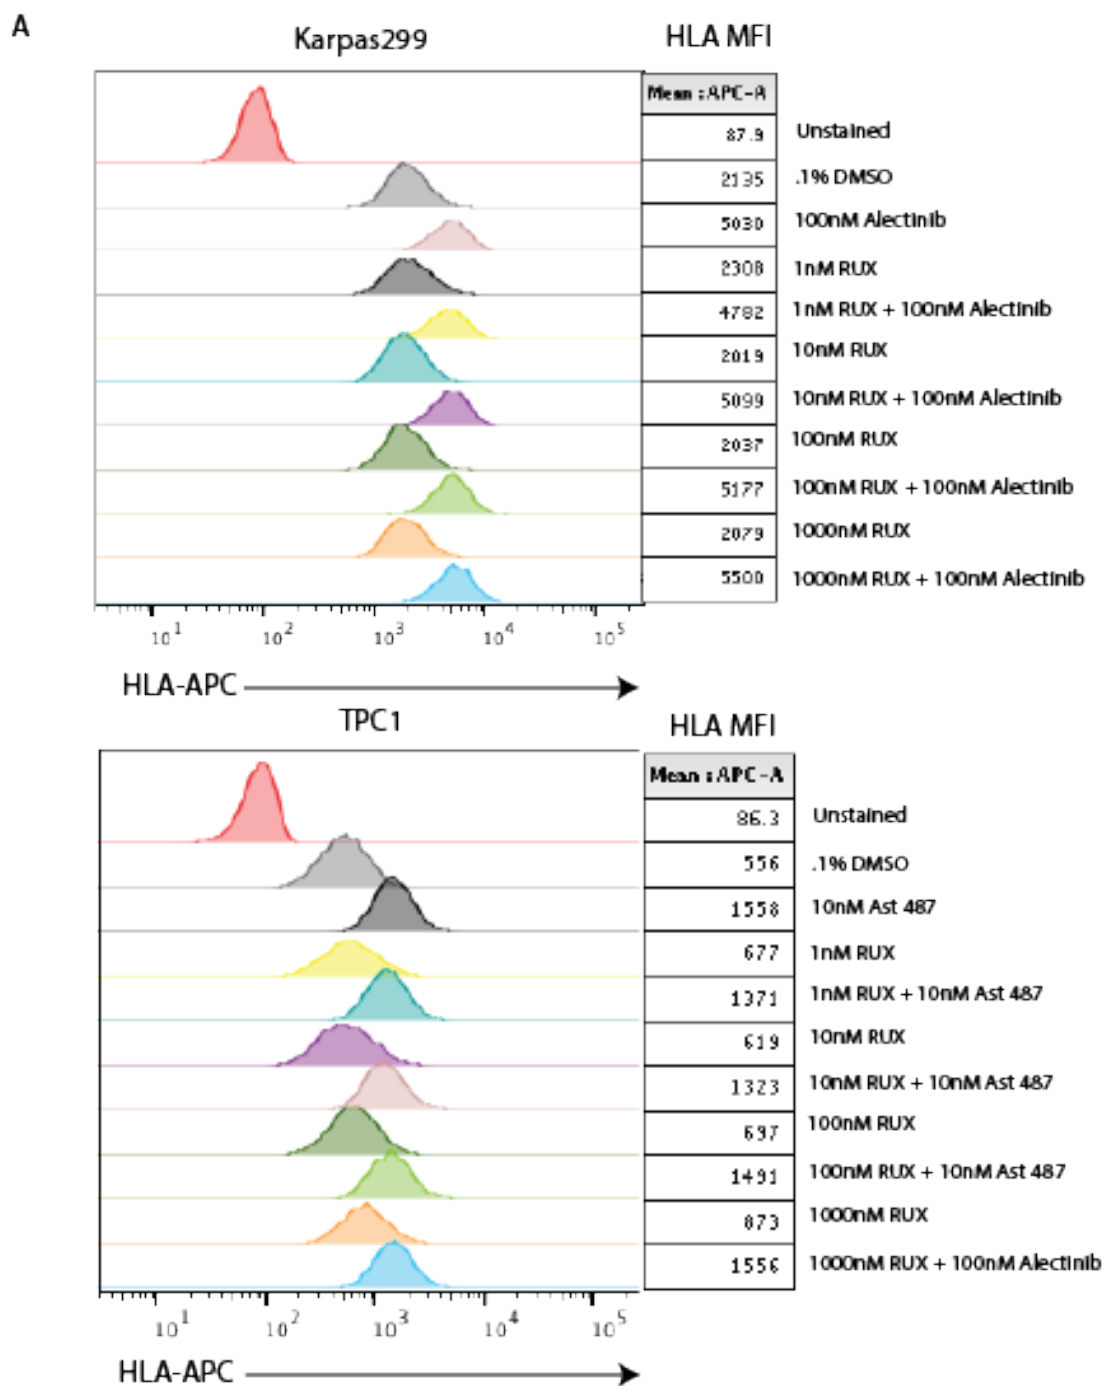 A
Karpas299
HLA MFI
Mean : APC-A
87.9 Unstained
2135 .1% DMSO
5030 100nM Alectinib
2308 1nM RUX
4782 1nM RUX + 100nM Alectinib
2019 10nM RUX
5099 10nM RUX + 100nM Alectinib
2037 100nM RUX
5177 100nM RUX + 100nM Alectinib
2079 1000nM RUX
5500 1000nM RUX + 100nM Alectinib
10^1 10^2 10^3 10^4 10^5
HLA-APC
TPC1
HLA MFI
Mean : APC-A
86.3 Unstained
556 .1% DMSO
1558 10nM Ast 487
677 1nM RUX
1371 1nM RUX + 10nM Ast 487
619 10nM RUX
1323 10nM RUX + 10nM Ast 487
697 100nM RUX
1491 100nM RUX + 10nM Ast 487
873 1000nM RUX
1556 1000nM RUX + 100nM Alectinib
10^1 10^2 10^3 10^4 10^5
HLA-APC